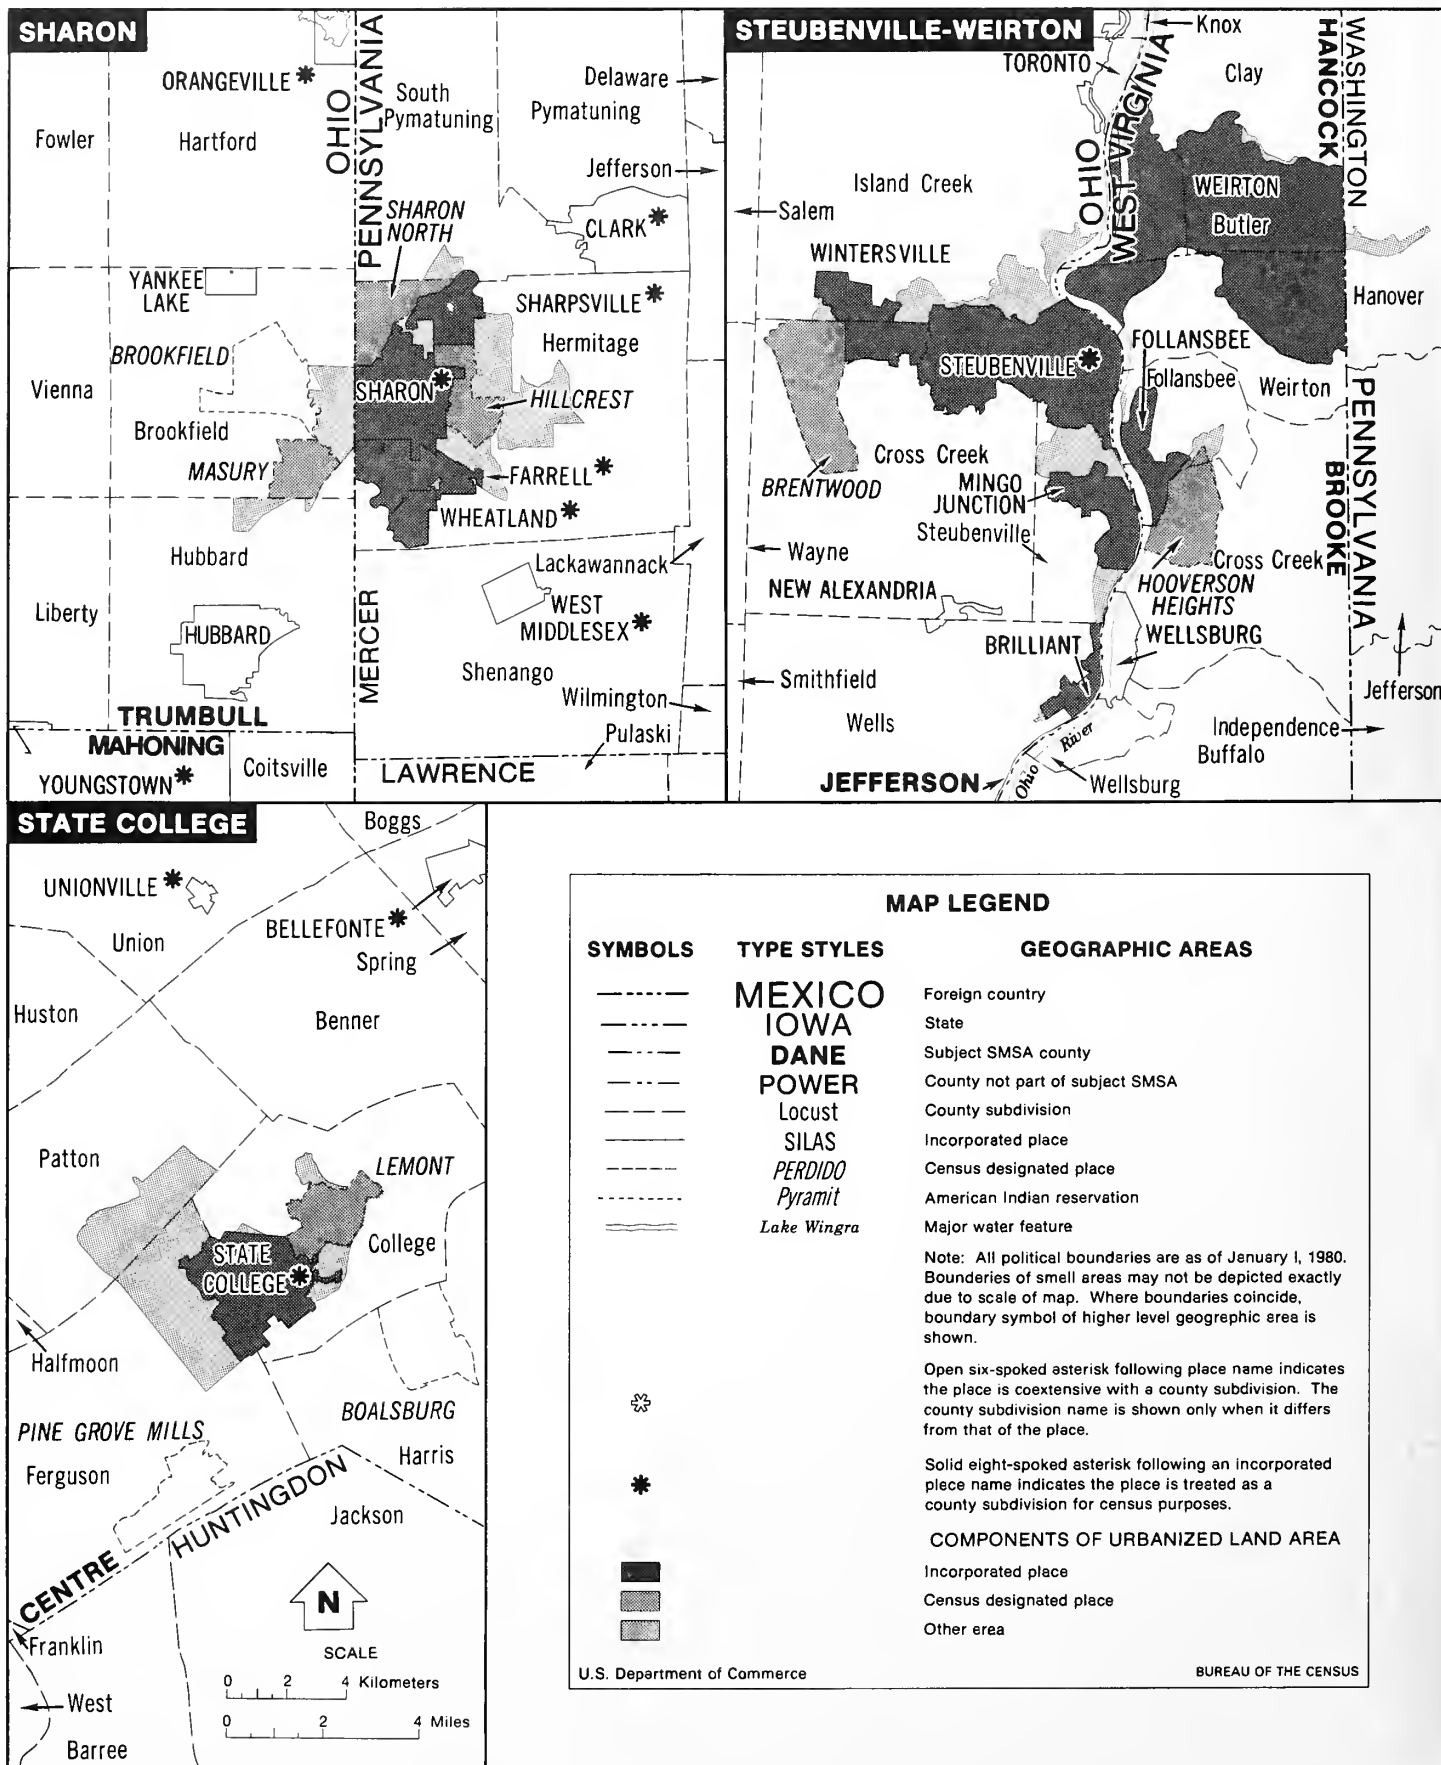 SHARON
ORANGEVILLE
Fowler
Hartford
OHIO
PENNSYLVANIA
South
Pymatuning
Delaware
Pymatuning
Jefferson
CLARK
SHARON
NORTH
YANKEE
LAKE
SHARPSVILLE
Hermitage
BROOKFIELD
Vienna
SHARON
HILLCREST
Brookfield
MASURY
FARRELL
WHEATLAND
Hubbard
Lackawannack
Liberty
HUBBARD
MERCER
WEST
MIDDLESEX
Shenango
Wilmington
Pulaski
TRUMBULL
MAHONING
YOUNGSTOWN
Coitsville
LAWRENCE
STEUBENVILLE-WEIRTON
Knox
TORONTO
Clay
HANCOCK
WASHINGTON
OHIO
WEST VIRGINIA
Island Creek
Salem
WEIRTON
Butler
WINTERSVILLE
Hanover
STEUBENVILLE
FOLLANSBEE
Follansbee
Weirton
Cross Creek
BRENTWOOD
MINGO
JUNCTION
Steubenville
PENNSYLVANIA
BROOKE
Wayne
NEW ALEXANDRIA
Cross Creek
HOOVERSON
HEIGHTS
BRILLIANT
WELLSBURG
Smithfield
Wells
Jefferson
Independence
Buffalo
Ohio River
JEFFERSON
Wellsburg
STATE COLLEGE
Boggs
UNIONVILLE
BELLEFONTE
Union
Spring
Huston
Benner
Patton
LEMONT
College
STATE
COLLEGE
Halfmoon
BOALSBURG
PINE GROVE MILLS
Harris
Ferguson
HUNTINGDON
Jackson
CENTRE
Franklin
West
Barree
N
SCALE
0 2 4 Kilometers
0 2 4 Miles
MAP LEGEND
SYMBOLS TYPE STYLES GEOGRAPHIC AREAS
MEXICO Foreign country
IOWA State
DANE Subject SMSA county
POWER County not part of subject SMSA
Locust County subdivision
SILAS Incorporated place
PERDIDO Census designated place
Pyramit American Indian reservation
Lake Wingra Major water feature
Note: All political boundaries are as of January I, 1980.
Bounderies of smell areas may not be depicted exactly
due to scale of map. Where boundaries coincide,
boundary symbol of higher level geogrephic erea is
shown.
Open six-spoked asterisk following place name indicates
the place is coextensive with a county subdivision. The
county subdivision name is shown only when it differs
from that of the place.
Solid eight-spoked asterisk following an incorporated
plece name indicates the place is treated as a
county subdivision for census purposes.
COMPONENTS OF URBANIZED LAND AREA
Incorporated place
Census designated place
Other erea
U.S. Department of Commerce
BUREAU OF THE CENSUS